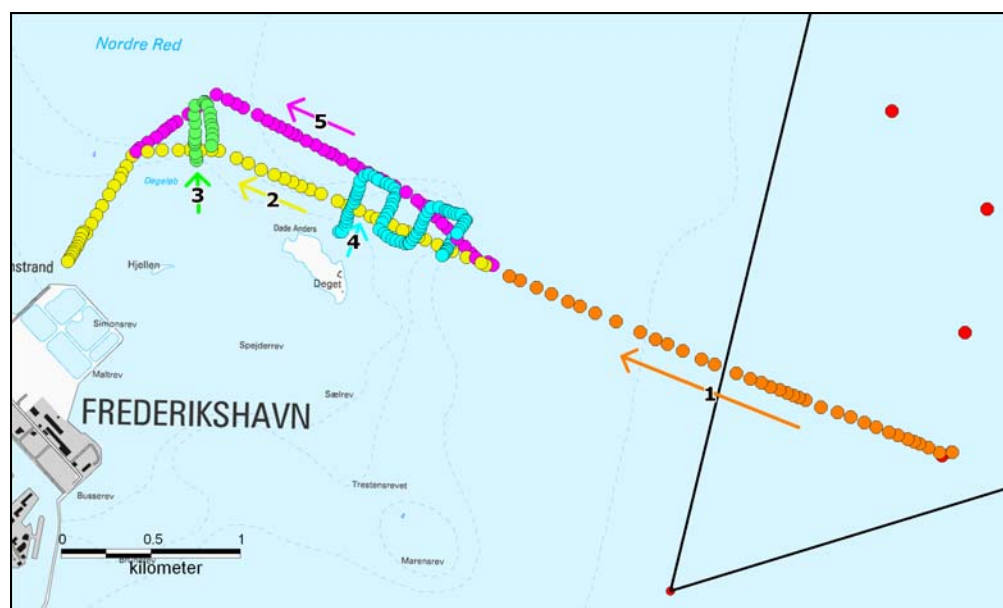 Nordre Red
5
Degeløb
3
2
4
Døde Anders
nstrand
Hjellen
Deget
Simonsrev
Spejderrev
Maltrev
Sælrev
1
FREDERIKSHAVN
Trestensrevet
Busserev
0 0.5 1
kilometer
Marensrev